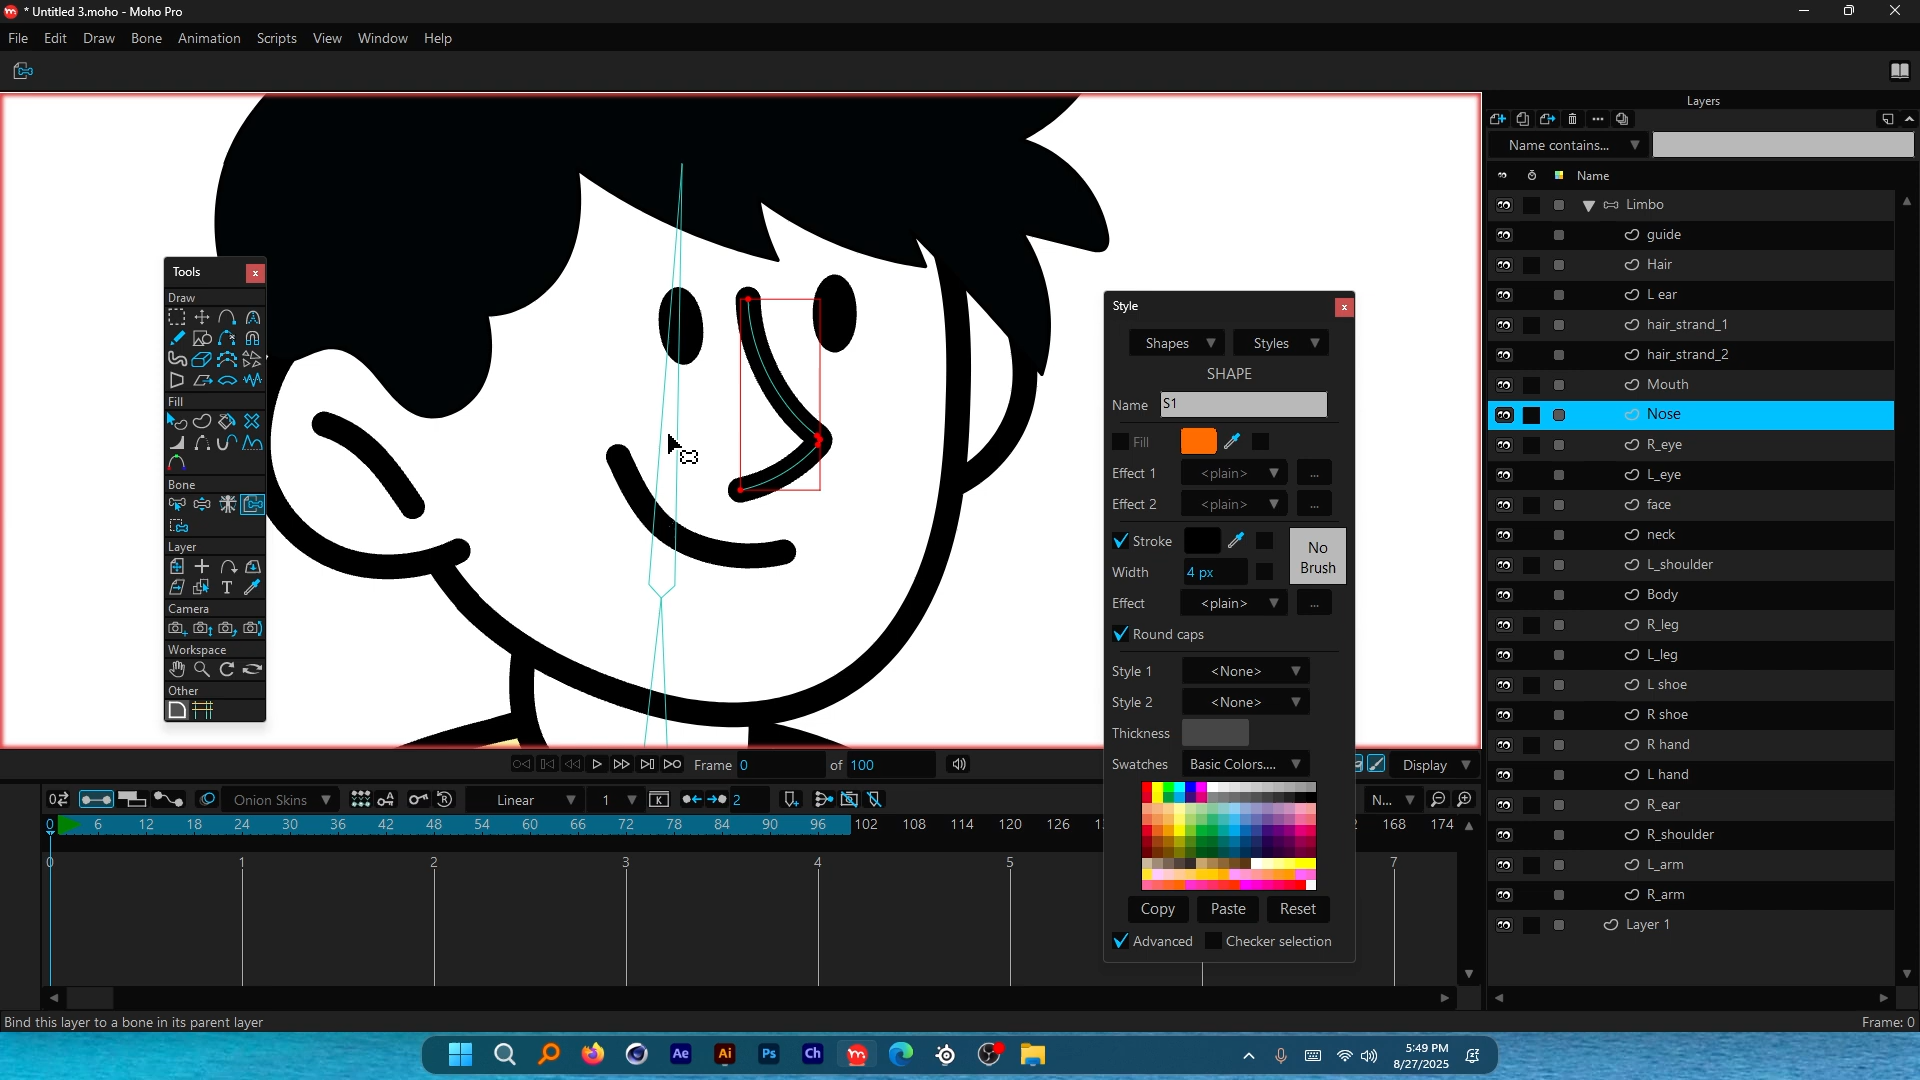 * Untitled 3.moho - Moho Pro
File Edit Draw Bone Animation Scripts View Window Help
Layers
Name contains...
Name
Limbo
guide
Hair
L ear
hair_strand_1
hair_strand_2
Mouth
Nose
R_eye
L_eye
face
neck
L_shoulder
Body
R_leg
L_leg
L shoe
R shoe
R hand
L hand
R_ear
R_shoulder
L_arm
R_arm
Layer 1
Tools
Draw
Fill
Bone
Layer
Camera
Workspace
Other
Style
Shapes Styles
SHAPE
Name S1
Fill
Effect 1 <plain> ...
Effect 2 <plain> ...
Stroke
No Brush
Width 4 px
Effect <plain> ...
Round caps
Style 1 <None>
Style 2 <None>
Thickness
Swatches Basic Colors....
Copy Paste Reset
Advanced Checker selection
Frame 0 of 100
Display
Onion Skins Linear 1 2 N...
0 6 12 18 24 30 36 42 48 54 60 66 72 78 84 90 96 102 108 114 120 126 168 174
0 1 2 3 4 5 7
Bind this layer to a bone in its parent layer
Frame: 0
Ae Ai Ps Ch
5:49 PM
8/27/2025